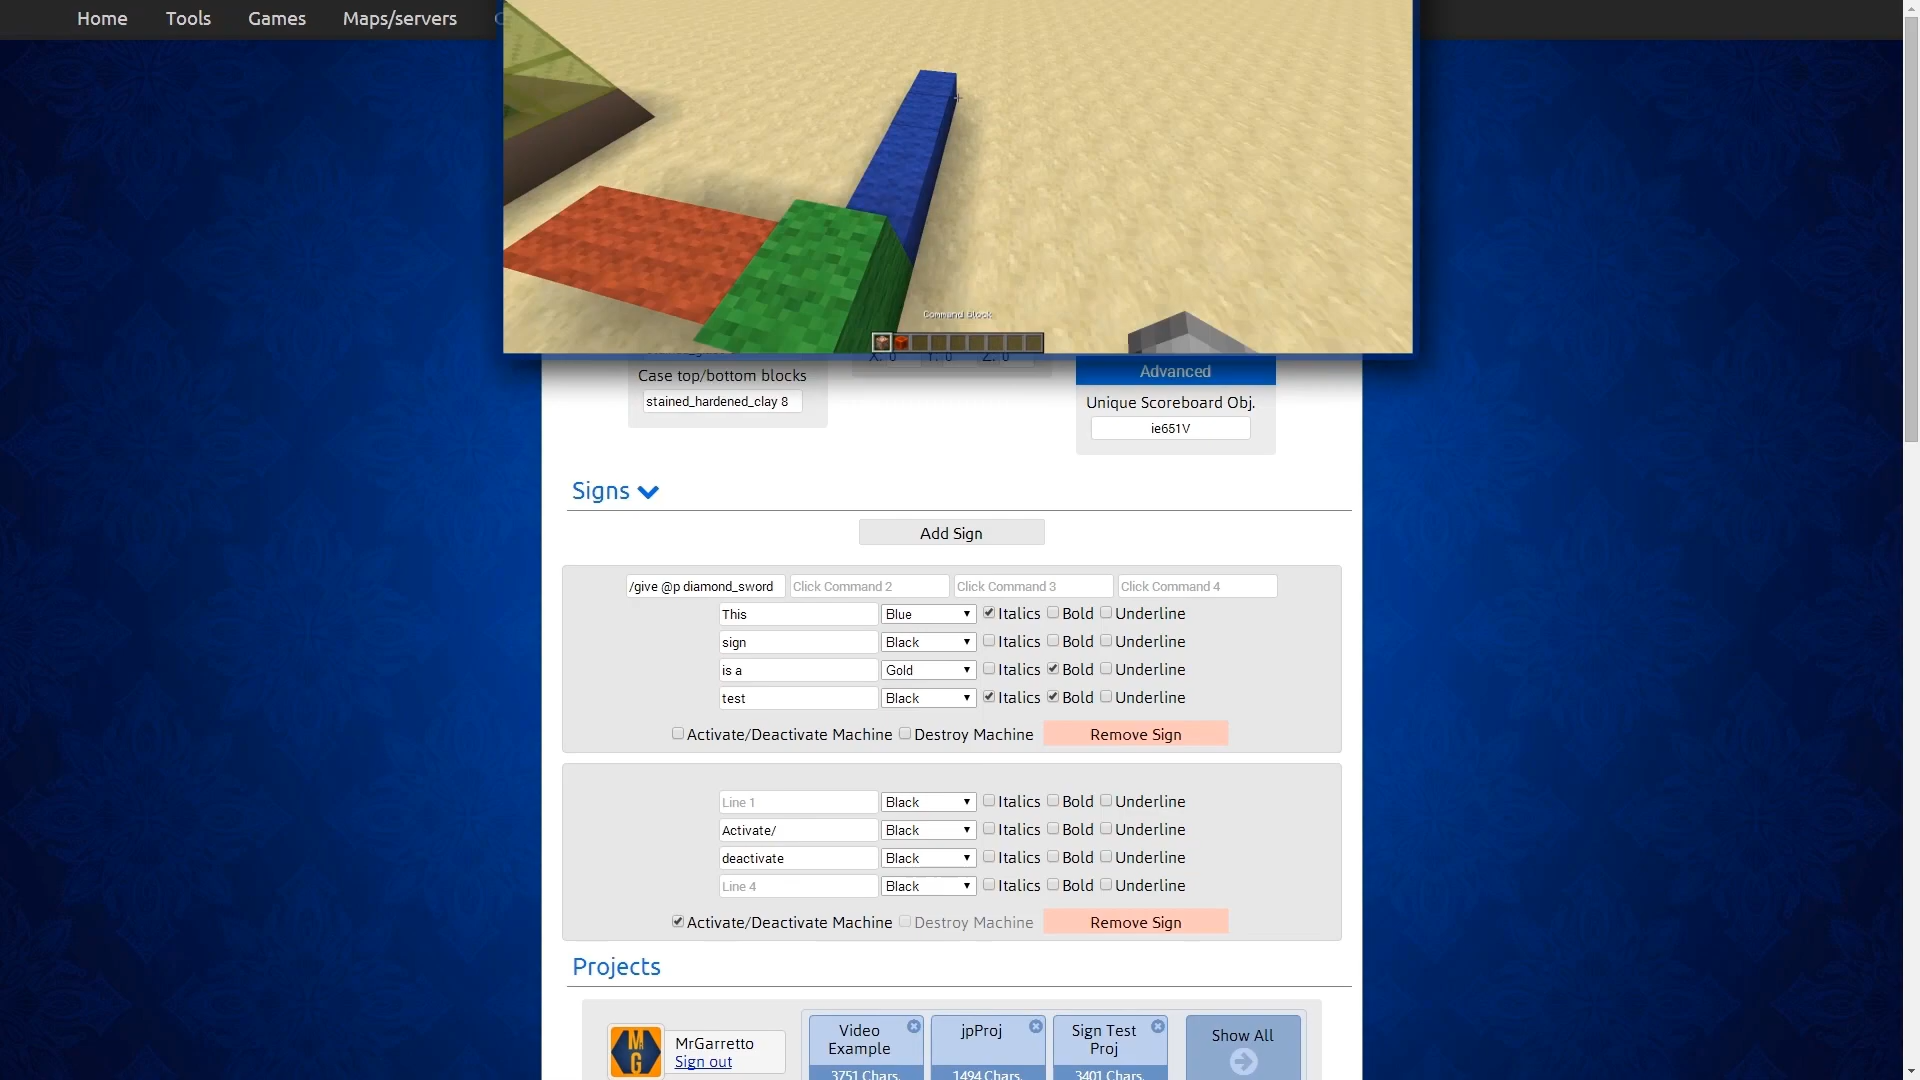 Home Tools Games Maps/servers
Command Block
X: 0 Y: 0 Z: 0
Case top/bottom blocks
stained_hardened_clay 8
Advanced
Unique Scoreboard Obj.
ie651V
Signs
Add Sign
/give @p diamond_sword Click Command 2 Click Command 3 Click Command 4
This Blue Italics Bold Underline
sign Black Italics Bold Underline
is a Gold Italics Bold Underline
test Black Italics Bold Underline
Activate/Deactivate Machine Destroy Machine Remove Sign
Line 1 Black Italics Bold Underline
Activate/ Black Italics Bold Underline
deactivate Black Italics Bold Underline
Line 4 Black Italics Bold Underline
Activate/Deactivate Machine Destroy Machine Remove Sign
Projects
MG
MrGarretto
Sign out
Video
Example
3751 Chars.
jpProj
1494 Chars.
Sign Test
Proj
3401 Chars.
Show All